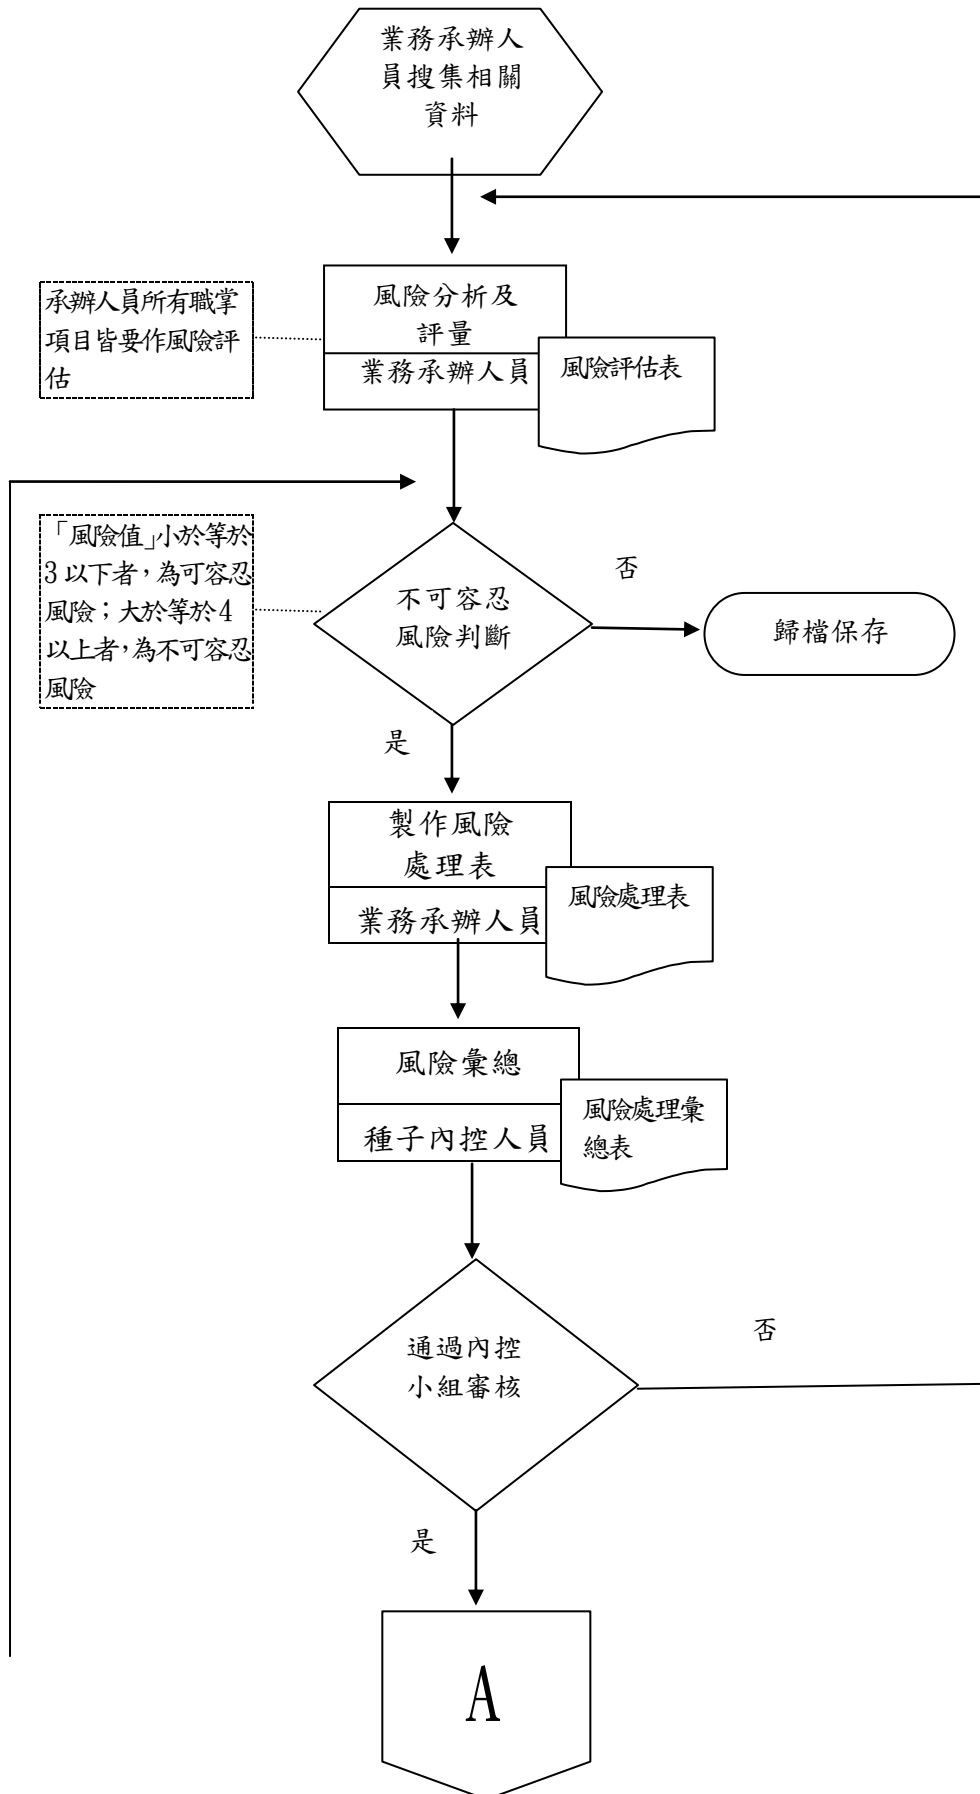 業務承辦人
員搜集相關
資料
風險分析及
評量
業務承辦人員
風險評估表
承辦人員所有職掌
項目皆要作風險評
估
「風險值」小於等於
3以下者，為可容忍
風險；大於等於4
以上者，為不可容忍
風險
不可容忍
風險判斷
否
歸檔保存
是
製作風險
處理表
業務承辦人員
風險處理表
風險彙總
種子內控人員
風險處理彙
總表
通過內控
小組審核
否
是
A